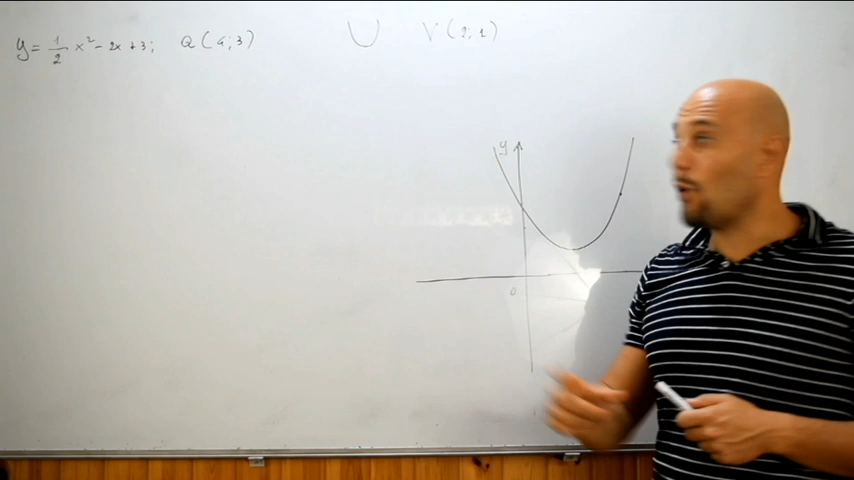 y = 1/2 x² - 2x + 3; Q(4;3) V(2;1)
y
0